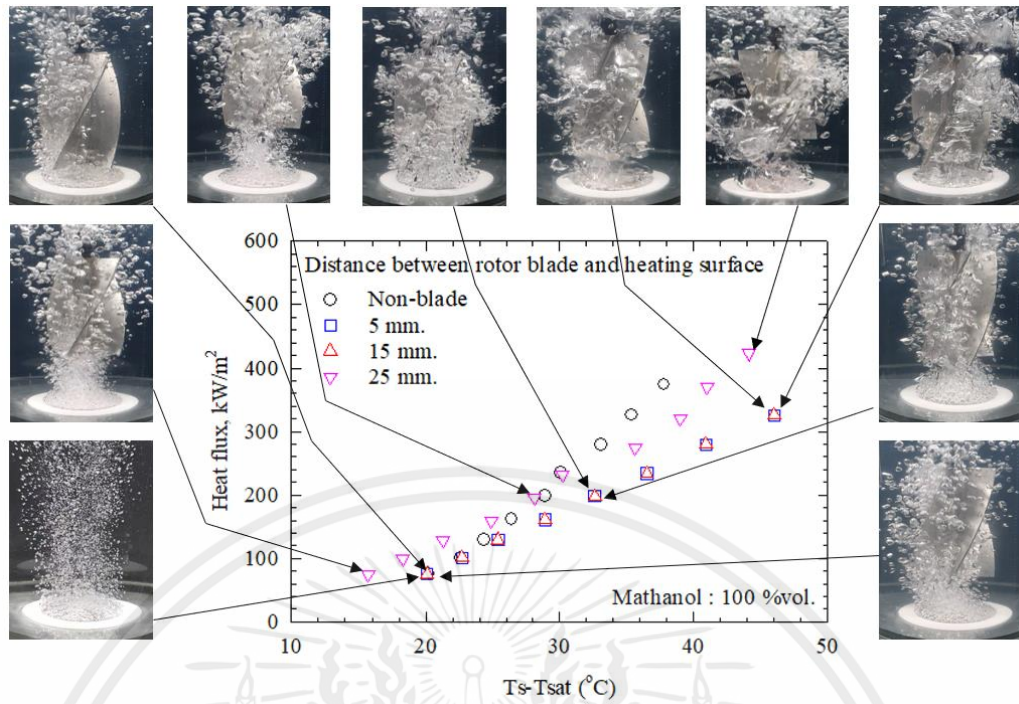 600
Distance between rotor blade and heating surface
500
Non-blade
5 mm.
400
15 mm.
25 mm.
300
Heat flux, kW/m²
200
100
Mathanol : 100 %vol.
0
10 20 30 40 50
Ts-Tsat (°C)